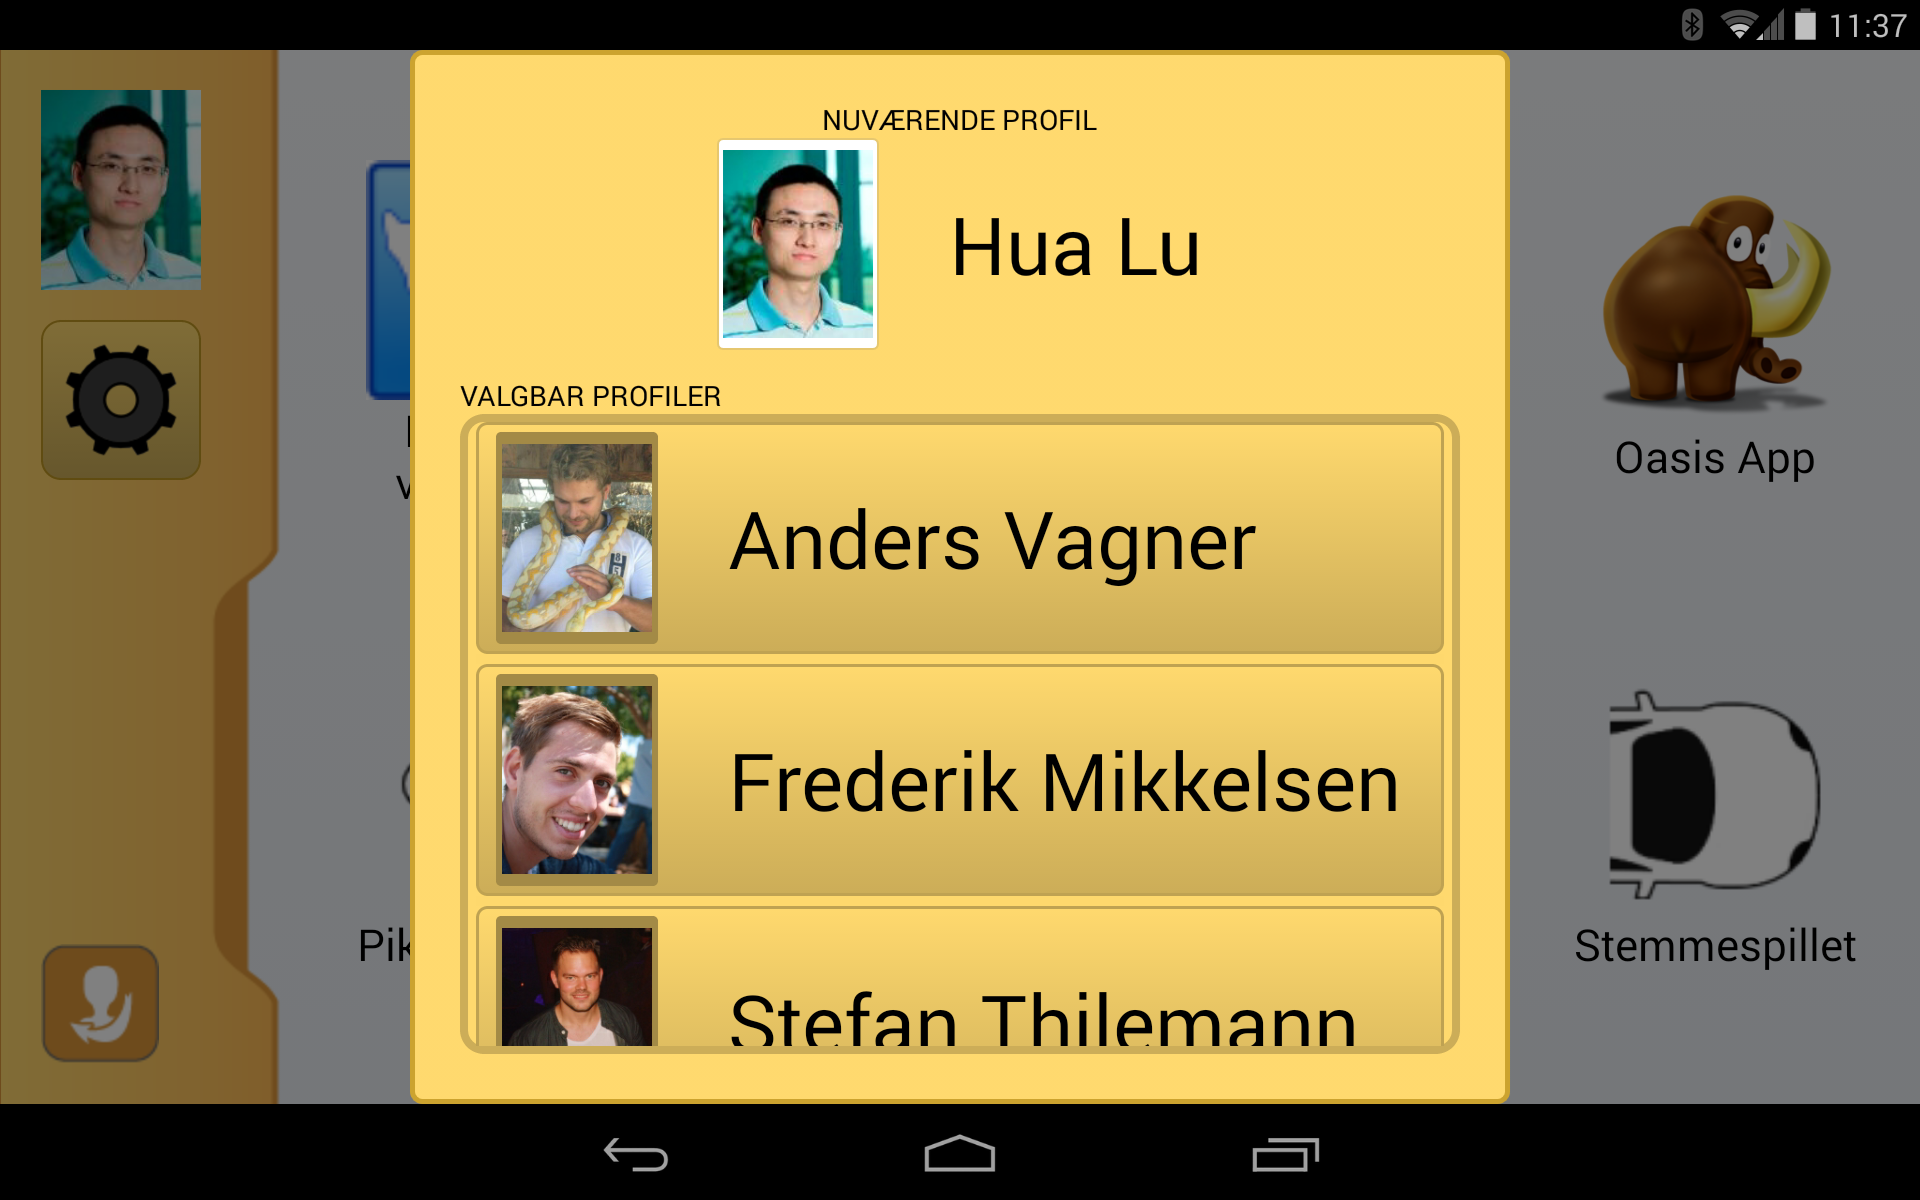 11:37
NUVÆRENDE PROFIL
Hua Lu
VALGBAR PROFILER
Anders Vagner
Frederik Mikkelsen
Stefan Thilemann
Oasis App
Pik
Stemmespillet